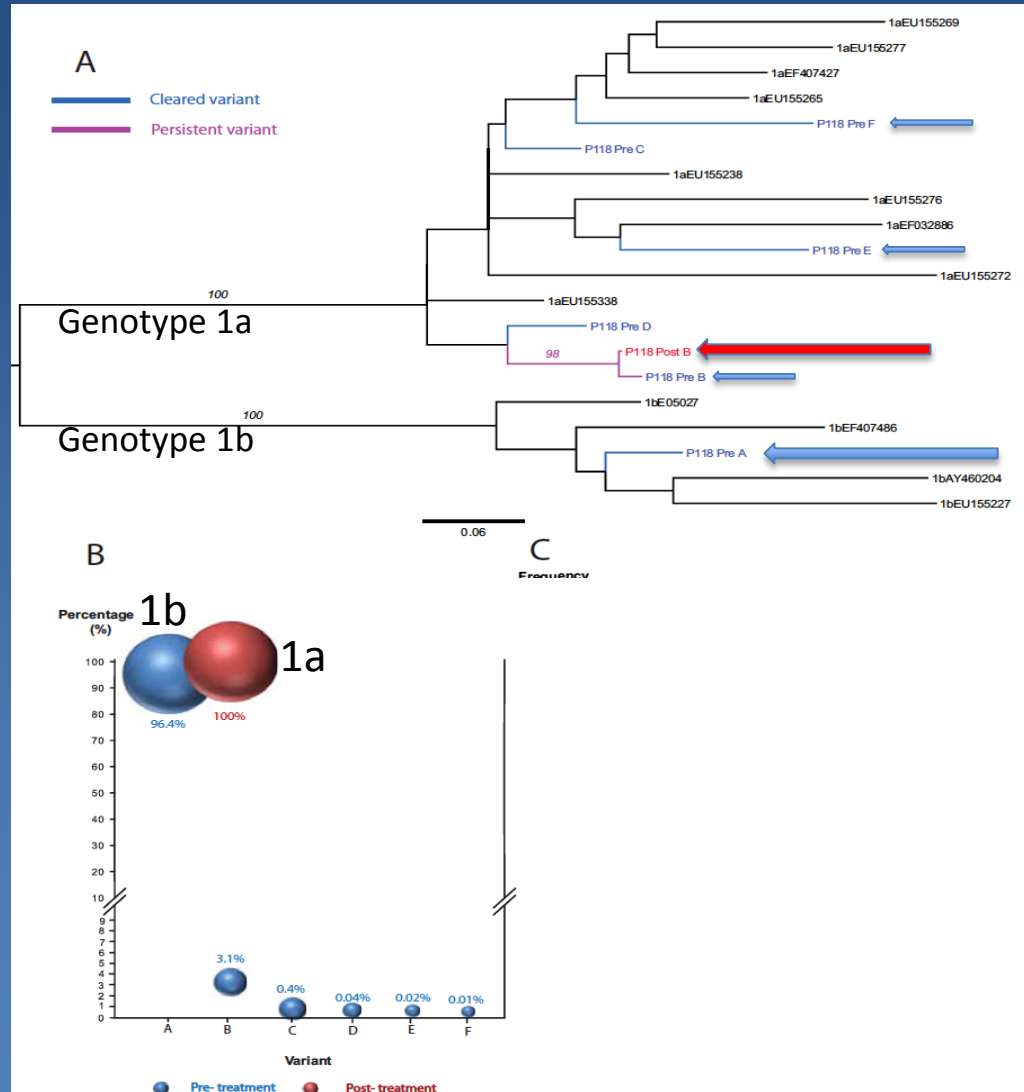 A
Cleared variant
Persistent variant
1aEU155269
1aEU155277
1aEF407427
1aEU155265
P118 Pre F
P118 Pre C
1aEU155238
1aEU155276
1aEF032886
P118 Pre E
1aEU155272
100
Genotype 1a
1aEU155338
P118 Pre D
98
P118 Post B
P118 Pre B
1bE05027
100
Genotype 1b
1bEF407486
P118 Pre A
1bAY460204
1bEU155227
0.06
B
C
Frequency
Percentage
(%)
1b
1a
100
90
80
70
60
50
40
30
20
10
9
8
7
6
5
4
3
2
1
0
96.4%
100%
3.1%
0.4%
0.04%
0.02%
0.01%
A B C D E F
Variant
Pre- treatment
Post- treatment